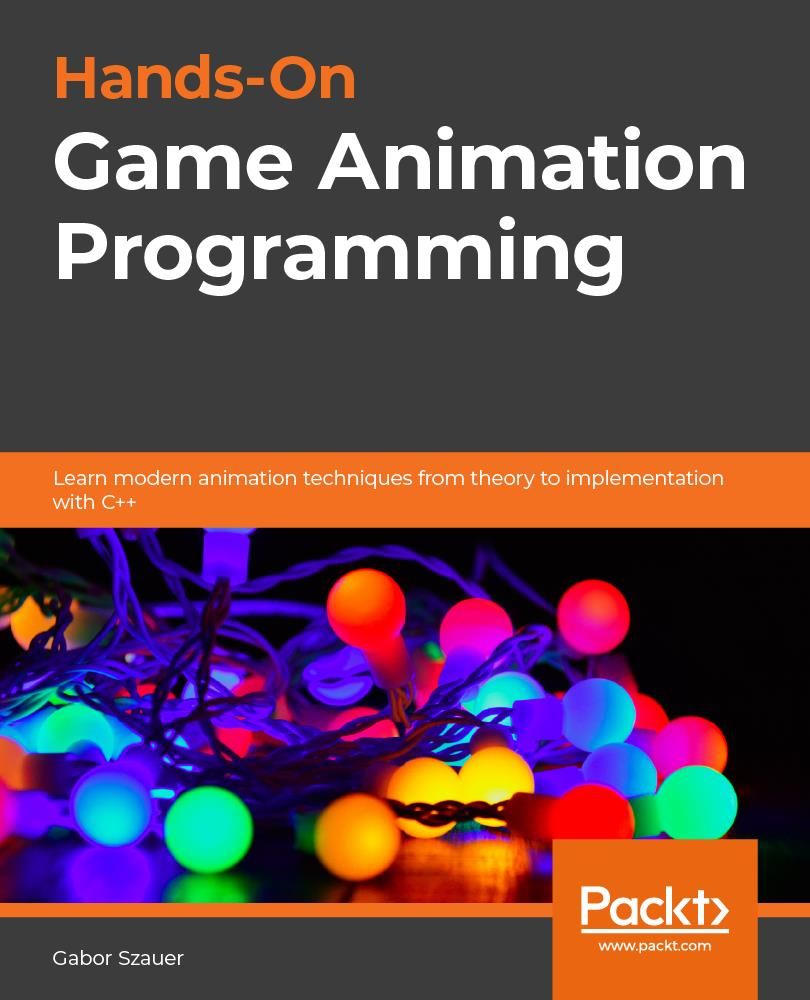 Hands-On
Game Animation
Programming
Learn modern animation techniques from theory to implementation
with C++
Packt>
www.packt.com
Gabor Szauer